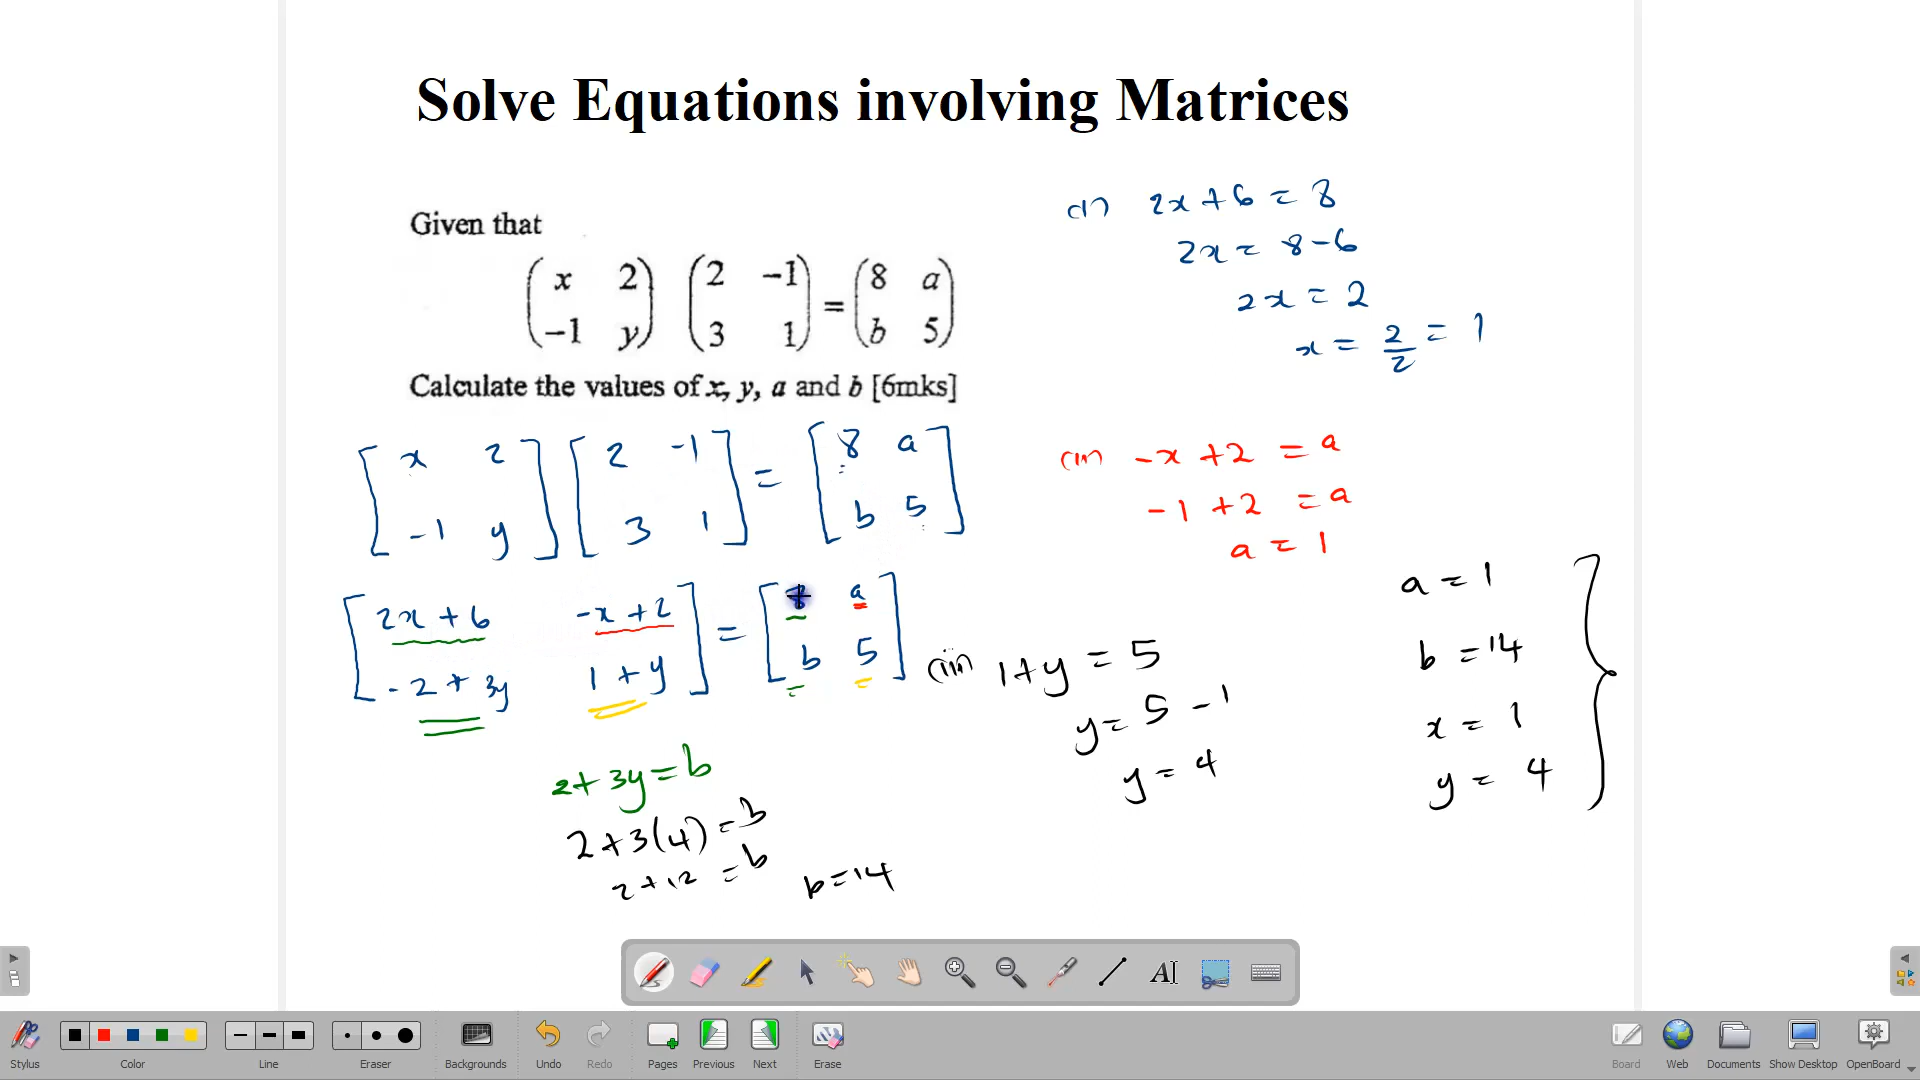 Solve Equations involving Matrices
Given that
( x 2 ) ( 2 -1 ) = ( 8 a )
( -1 y ) ( 3 1 ) ( b 5 )
Calculate the values of x, y, a and b [6mks]
[ x 2 ] [ 2 -1 ] = [ 8 a ]
[ -1 y ] [ 3 1 ] [ b 5 ]
[ 2x + 6 -x + 2 ] = [ 8 a ]
[ -2 + 3y 1 + y ] [ b 5 ]
2 + 3y = b
2 + 3(4) = b
2 + 12 = b b = 14
(i) 2x + 6 = 8
2x = 8 - 6
2x = 2
x = 2/2 = 1
(ii) -x + 2 = a
-1 + 2 = a
a = 1
(iii) 1 + y = 5
y = 5 - 1
y = 4
a = 1
b = 14
x = 1
y = 4
Stylus Color Line Eraser Backgrounds Undo Redo Pages Previous Next Erase Board Web Documents Show Desktop OpenBoard